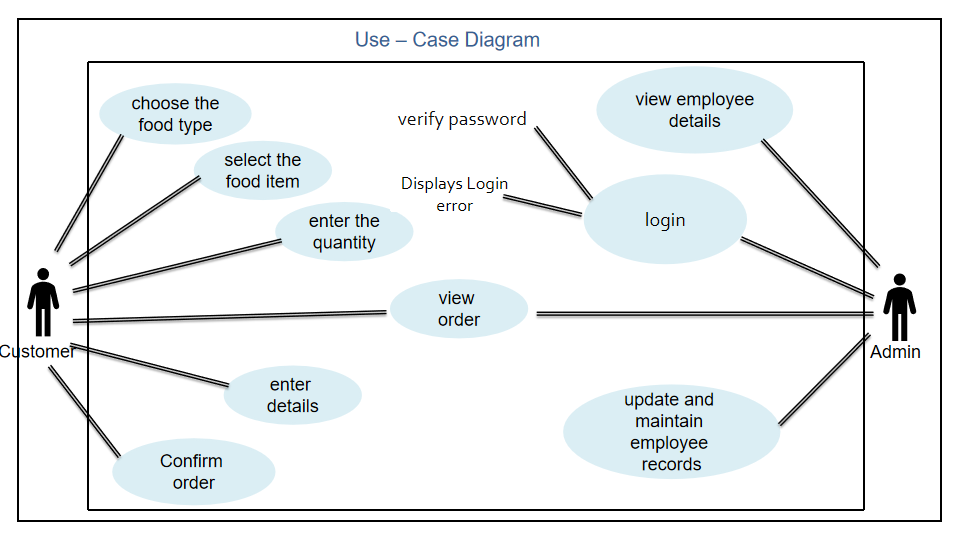 Use – Case Diagram
choose the
food type
select the
food item
enter the
quantity
verify password
Displays Login
error
view employee
details
login
view
order
Customer
Admin
enter
details
Confirm
order
update and
maintain
employee
records